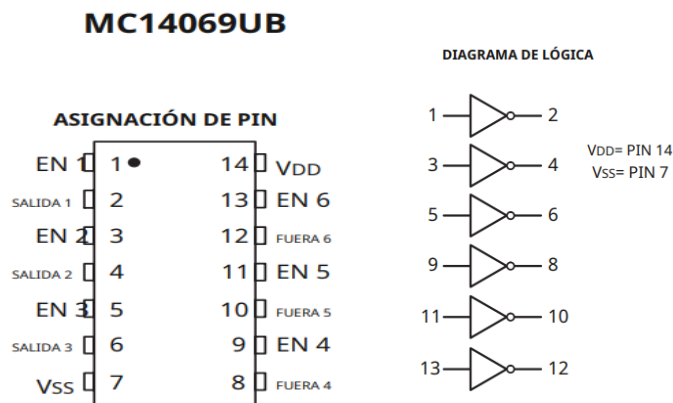 MC14069UB
ASIGNACIÓN DE PIN
EN 1 1 14 VDD
SALIDA 1 2 13 EN 6
EN 2 3 12 FUERA 6
SALIDA 2 4 11 EN 5
EN 3 5 10 FUERA 5
SALIDA 3 6 9 EN 4
VSS 7 8 FUERA 4
DIAGRAMA DE LÓGICA
1 2
3 4
5 6
9 8
11 10
13 12
VDD= PIN 14
VSS= PIN 7